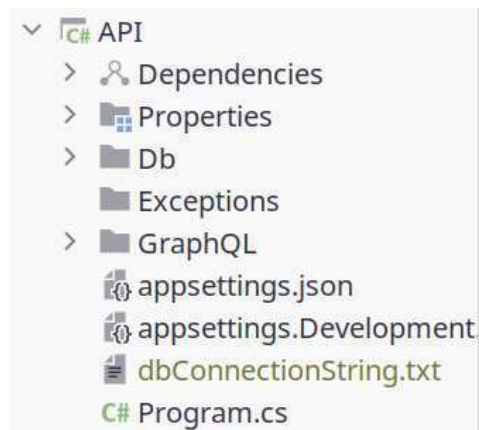 C# API
Dependencies
Properties
Db
Exceptions
GraphQL
appsettings.json
appsettings.Development.
dbConnectionString.txt
C# Program.cs